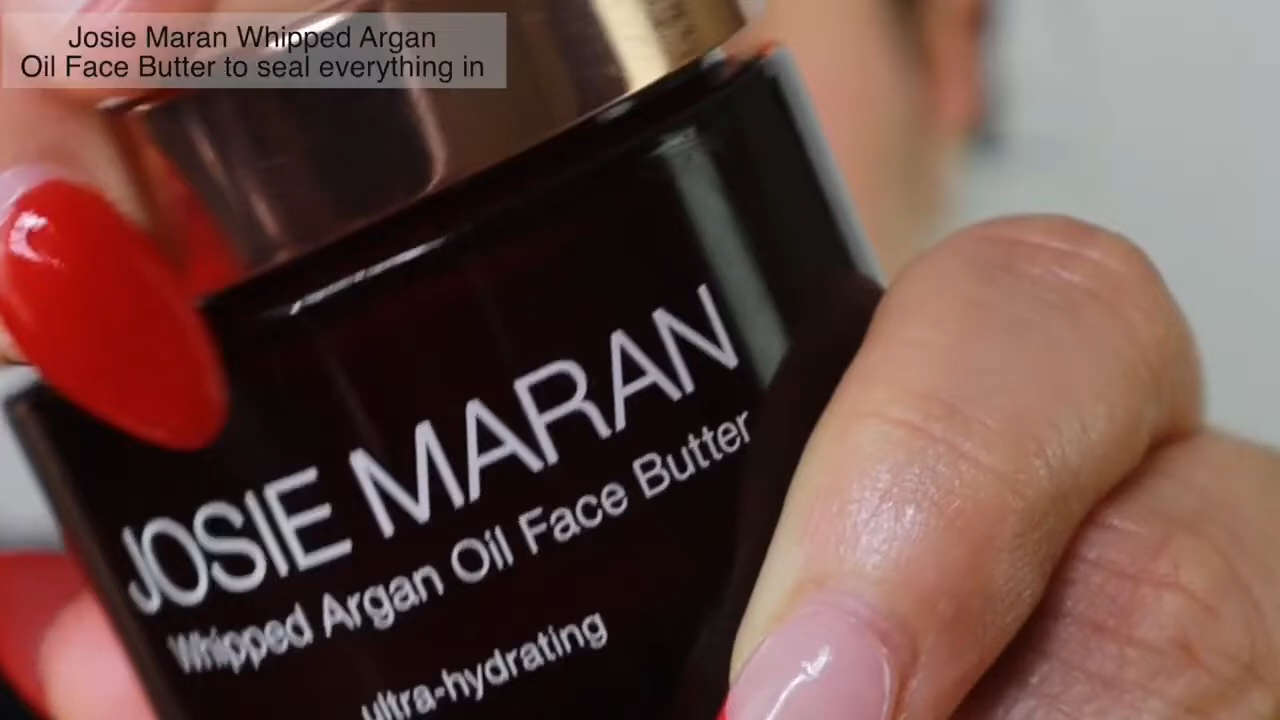 Josie Maran Whipped Argan
Oil Face Butter to seal everything in
JOSIE MARAN
Whipped Argan Oil Face Butter
ultra-hydrating